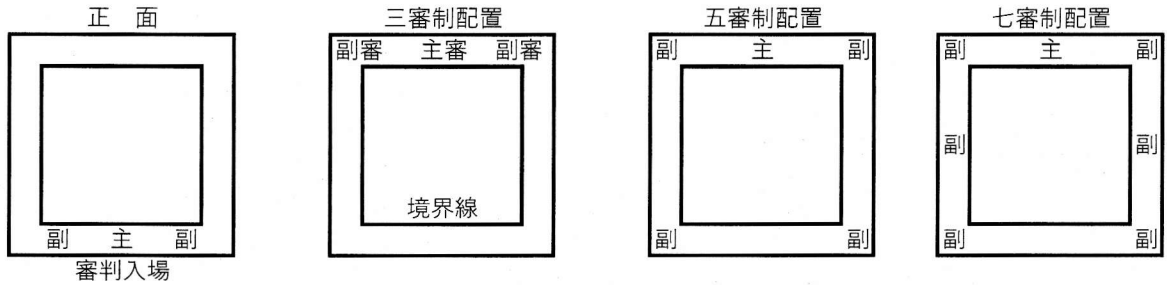 正　面
副　主　副
審判入場
三審制配置
副審　主審　副審
境界線
五審制配置
副　主　副
副　副
七審制配置
副　主　副
副　副
副　副